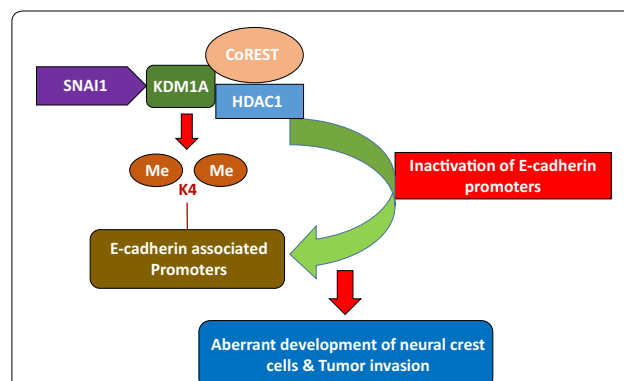 CoREST
SNAI1
KDM1A
HDAC1
Me
Me
K4
Inactivation of E-cadherin
promoters
E-cadherin associated
Promoters
Aberrant development of neural crest
cells & Tumor invasion